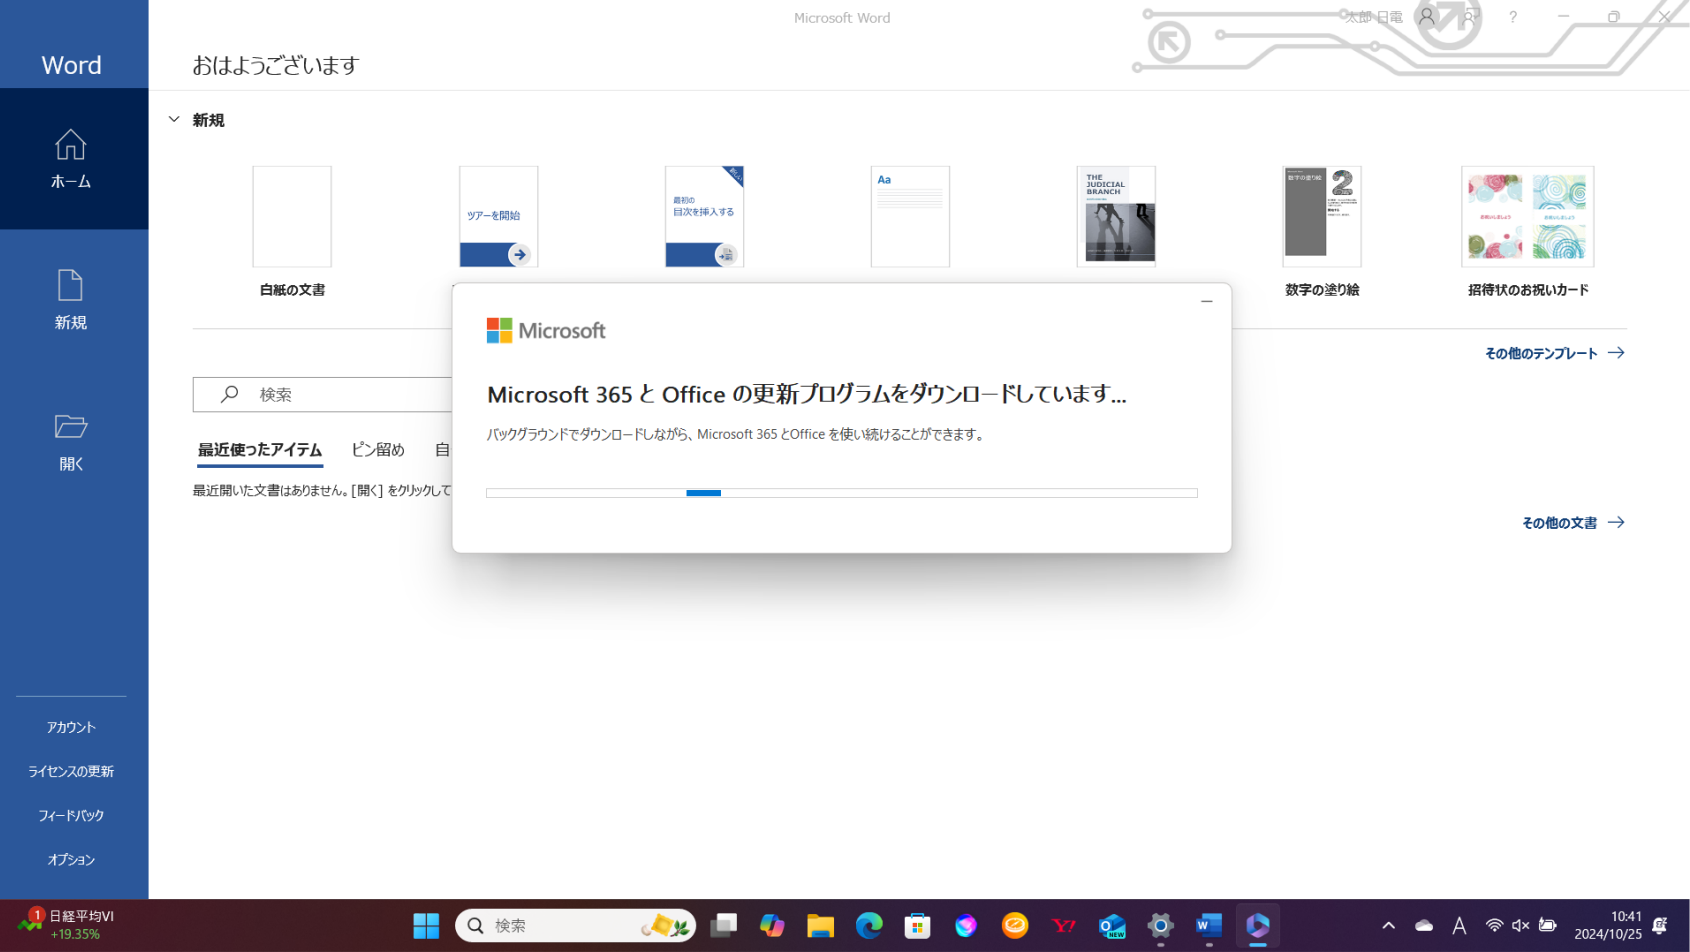 Microsoft Word
太郎 日電
?
Word
おはようございます
新規
ホーム
新規
開く
ツアーを開始
最初の
目次を挿入する
Aa
THE
JUDICIAL
BRANCH
数字の塗り絵
2
白紙の文書
数字の塗り絵
招待状のお祝いカード
その他のテンプレート
Microsoft
Microsoft 365 と Office の更新プログラムをダウンロードしています...
バックグラウンドでダウンロードしながら、Microsoft 365 とOffice を使い続けることができます。
検索
最近使ったアイテム
ピン留め
自
最近開いた文書はありません。[開く] をクリックして
その他の文書
アカウント
ライセンスの更新
フィードバック
オプション
1
日経平均VI
+19.35%
検索
NEW
A
10:41
2024/10/25